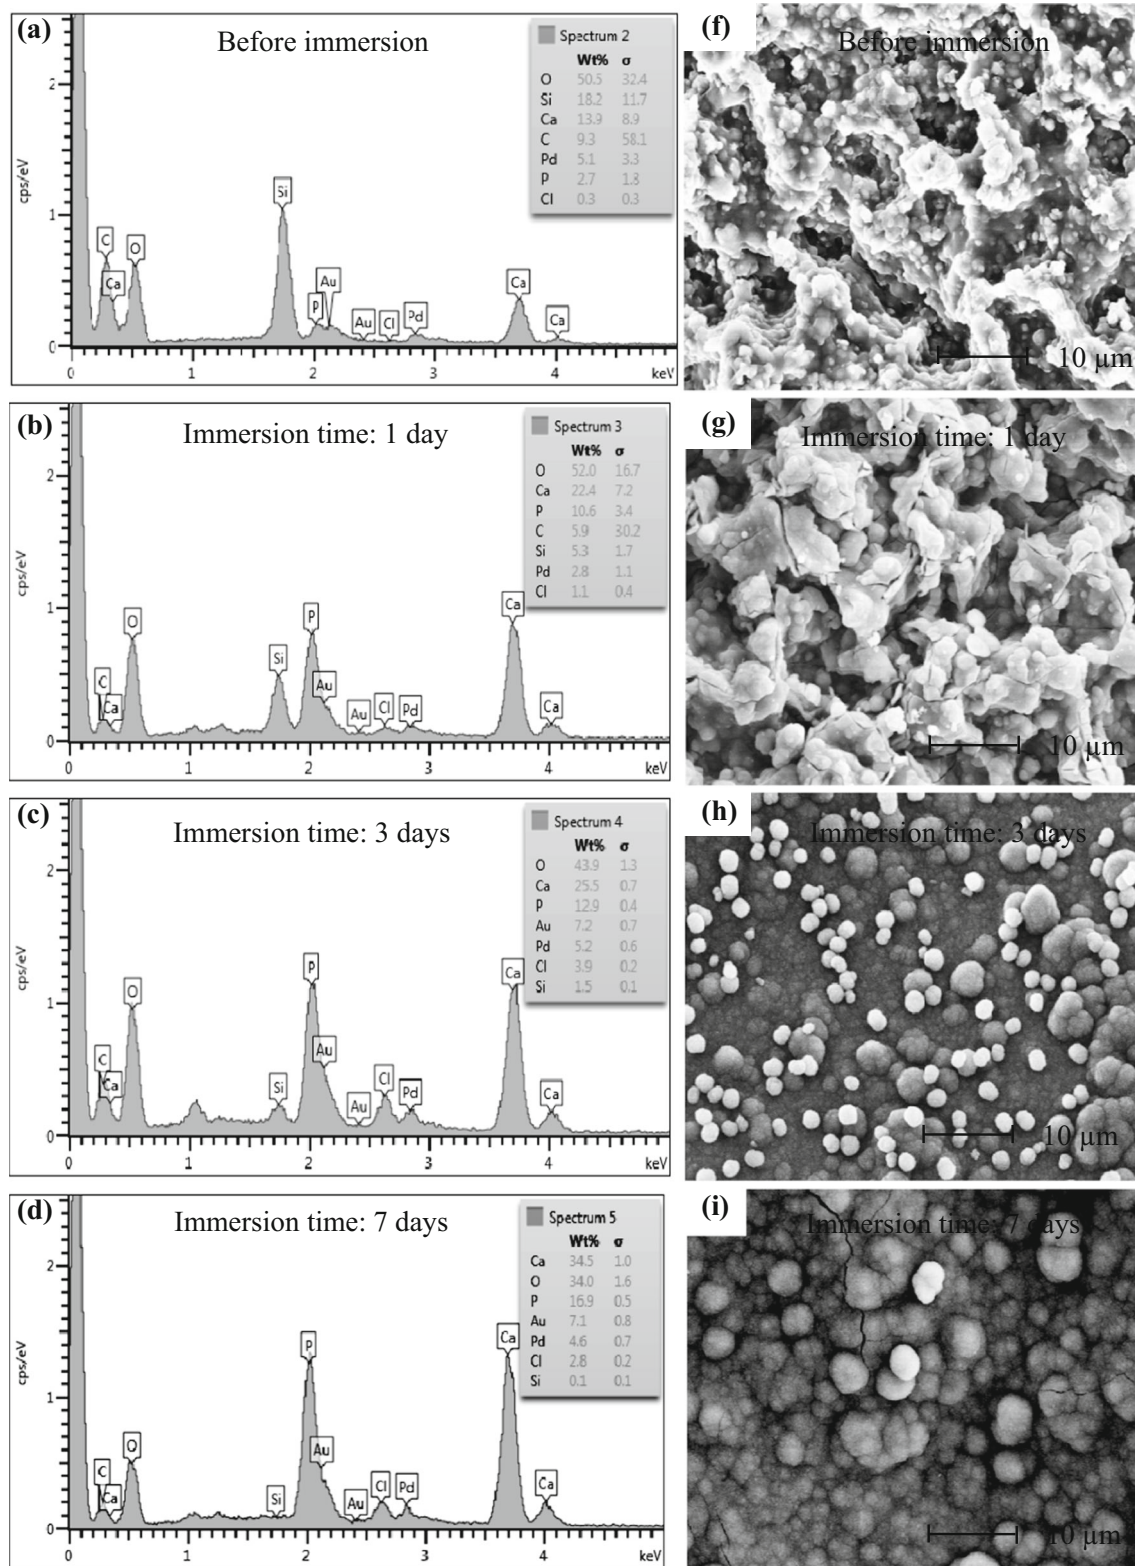 (a)
Before immersion
Spectrum 2
Wt% σ
O 50.5 32.4
Si 18.2 11.7
Ca 13.9 8.9
C 9.3 58.1
Pd 5.1 3.3
P 2.7 1.8
Cl 0.3 0.3
cps/eV
2
1
0
C
Ca
O
Si
P
Au
Au
Cl
Pd
Ca
Ca
0 1 2 3 4 keV
(f)
Before immersion
10 µm
(b)
Immersion time: 1 day
Spectrum 3
Wt% σ
O 52.0 16.7
Ca 22.4 7.2
P 10.6 3.4
C 5.9 30.2
Si 5.3 1.7
Pd 2.8 1.1
Cl 1.1 0.4
cps/eV
2
1
0
C
Ca
O
Si
P
Au
Au
Cl
Pd
Ca
Ca
0 1 2 3 4 keV
(g)
Immersion time: 1 day
10 µm
(c)
Immersion time: 3 days
Spectrum 4
Wt% σ
O 43.9 1.3
Ca 25.5 0.7
P 12.9 0.4
Au 7.2 0.7
Pd 5.2 0.6
Cl 3.9 0.2
Si 1.5 0.1
cps/eV
2
1
0
C
Ca
O
Si
P
Au
Au
Cl
Pd
Ca
Ca
0 1 2 3 4 keV
(h)
Immersion time: 3 days
10 µm
(d)
Immersion time: 7 days
Spectrum 5
Wt% σ
Ca 34.5 1.0
O 34.0 1.6
P 16.9 0.5
Au 7.1 0.8
Pd 4.6 0.7
Cl 2.8 0.2
Si 0.1 0.1
cps/eV
2
1
0
C
Ca
O
Si
P
Au
Au
Cl
Pd
Ca
Ca
0 1 2 3 4 keV
(i)
Immersion time: 7 days
10 µm